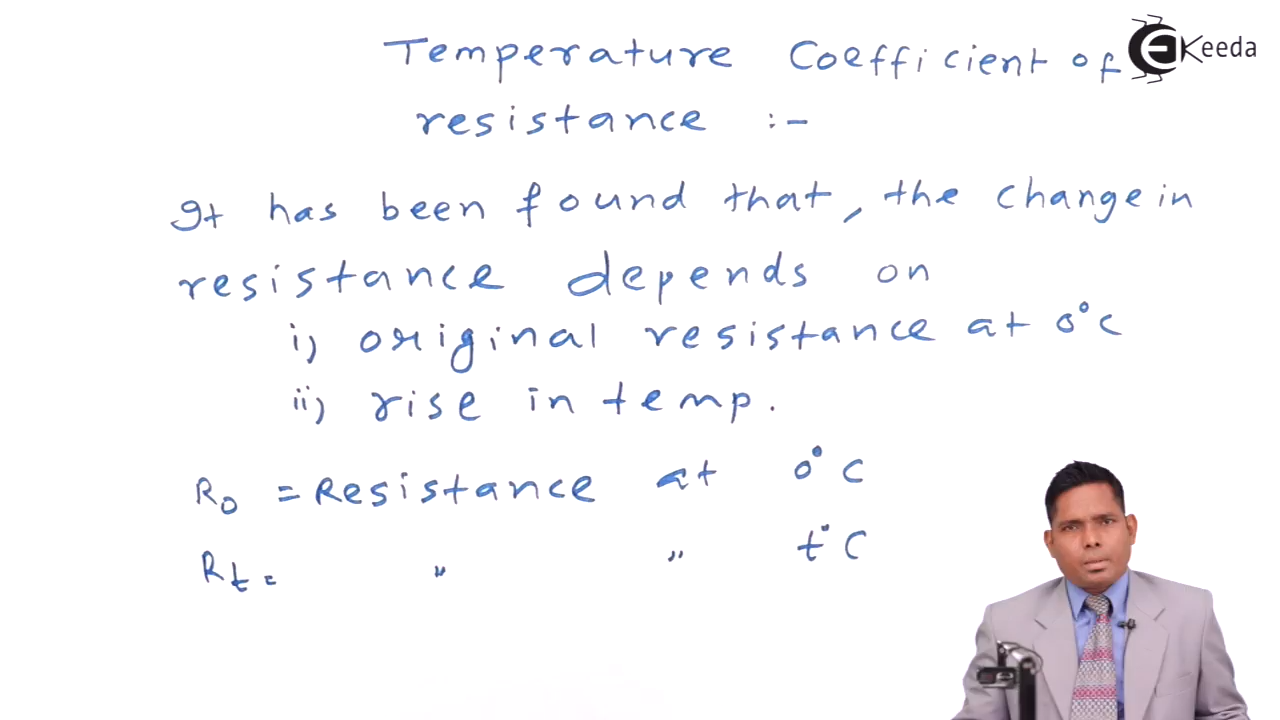 Temperature Coefficient of
EKeeda
resistance :-
It has been found that, the change in
resistance depends on
i) original resistance at 0°C
ii) rise in temp.
R0 = Resistance at 0°C
Rt = " " t°C